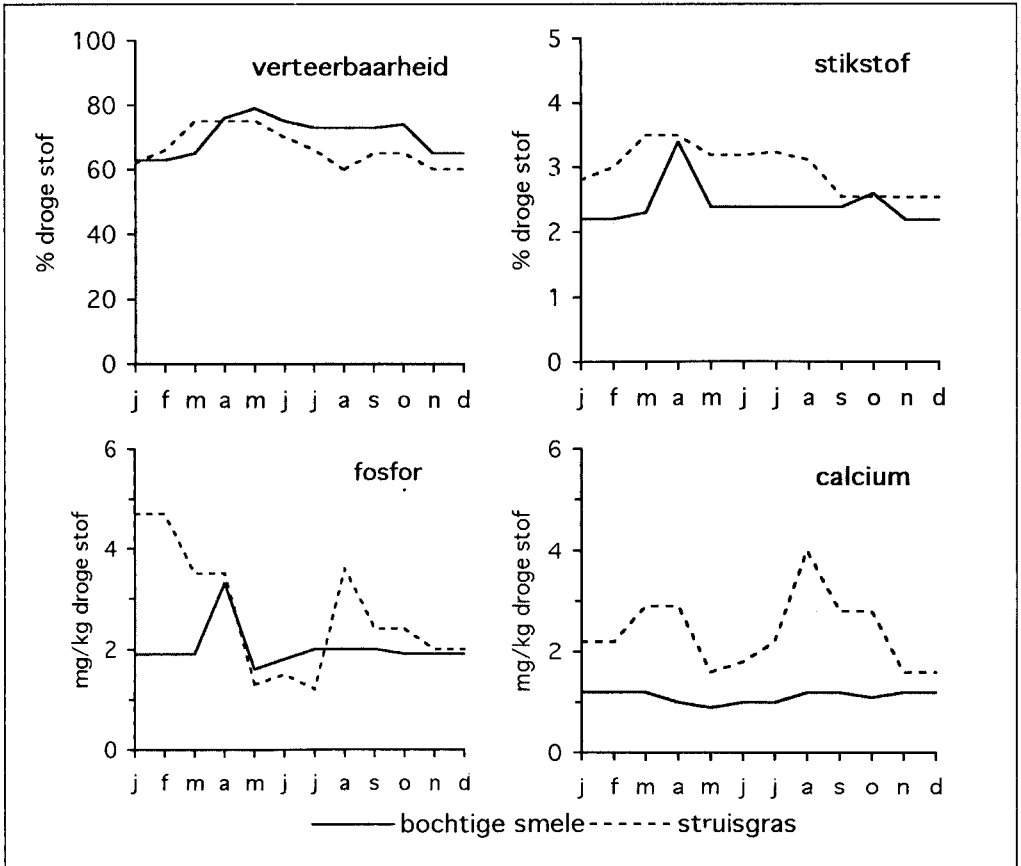 verteerbaarheid
% droge stof
100
80
60
40
20
0
j f m a m j j a s o n d
stikstof
% droge stof
5
4
3
2
1
0
j f m a m j j a s o n d
fosfor
mg/kg droge stof
6
4
2
0
j f m a m j j a s o n d
calcium
mg/kg droge stof
6
4
2
0
j f m a m j j a s o n d
bochtige smele struisgras